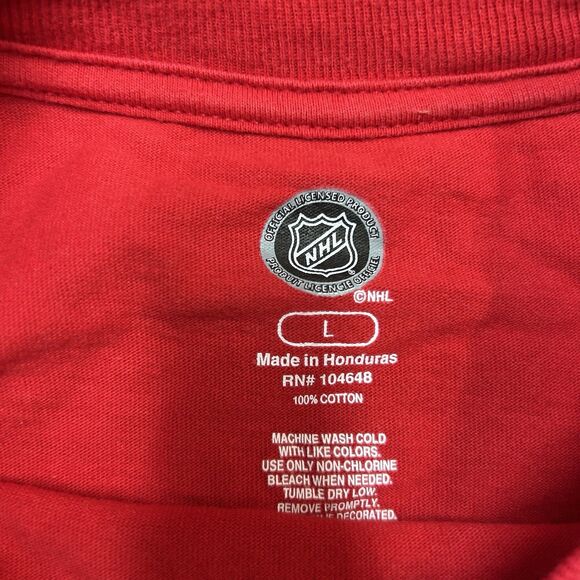 OFFICIAL LICENSED PRODUCT
NHL
PRODUIT LICENCIÉ OFFICIEL
©NHL
L
Made in Honduras
RN# 104648
100% COTTON
MACHINE WASH COLD
WITH LIKE COLORS.
USE ONLY NON-CHLORINE
BLEACH WHEN NEEDED.
TUMBLE DRY LOW.
REMOVE PROMPTLY.
DECORATED.